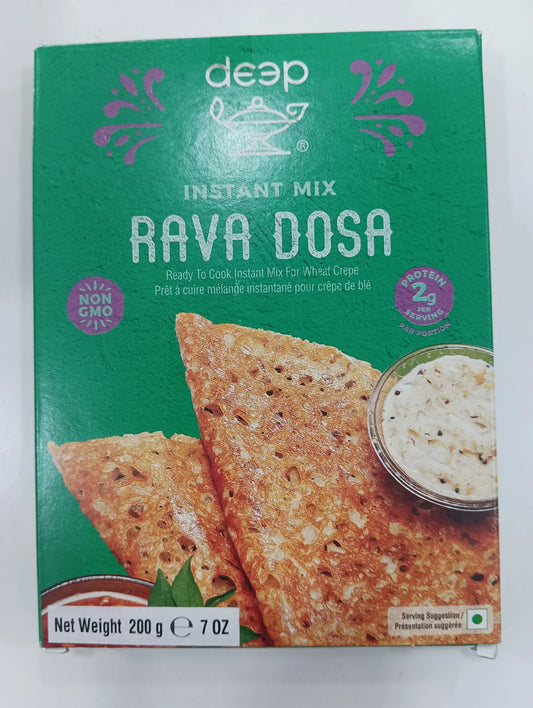 deep
®
INSTANT MIX
RAVA DOSA
Ready To Cook Instant Mix For Wheat Crepe
Prêt à cuire mélange instantané pour crêpe de blé
NON
GMO
PROTEIN
2g
PER
SERVING
PAR PORTION
Net Weight 200 g ℮ 7 OZ
Serving Suggestion /
Présentation suggérée